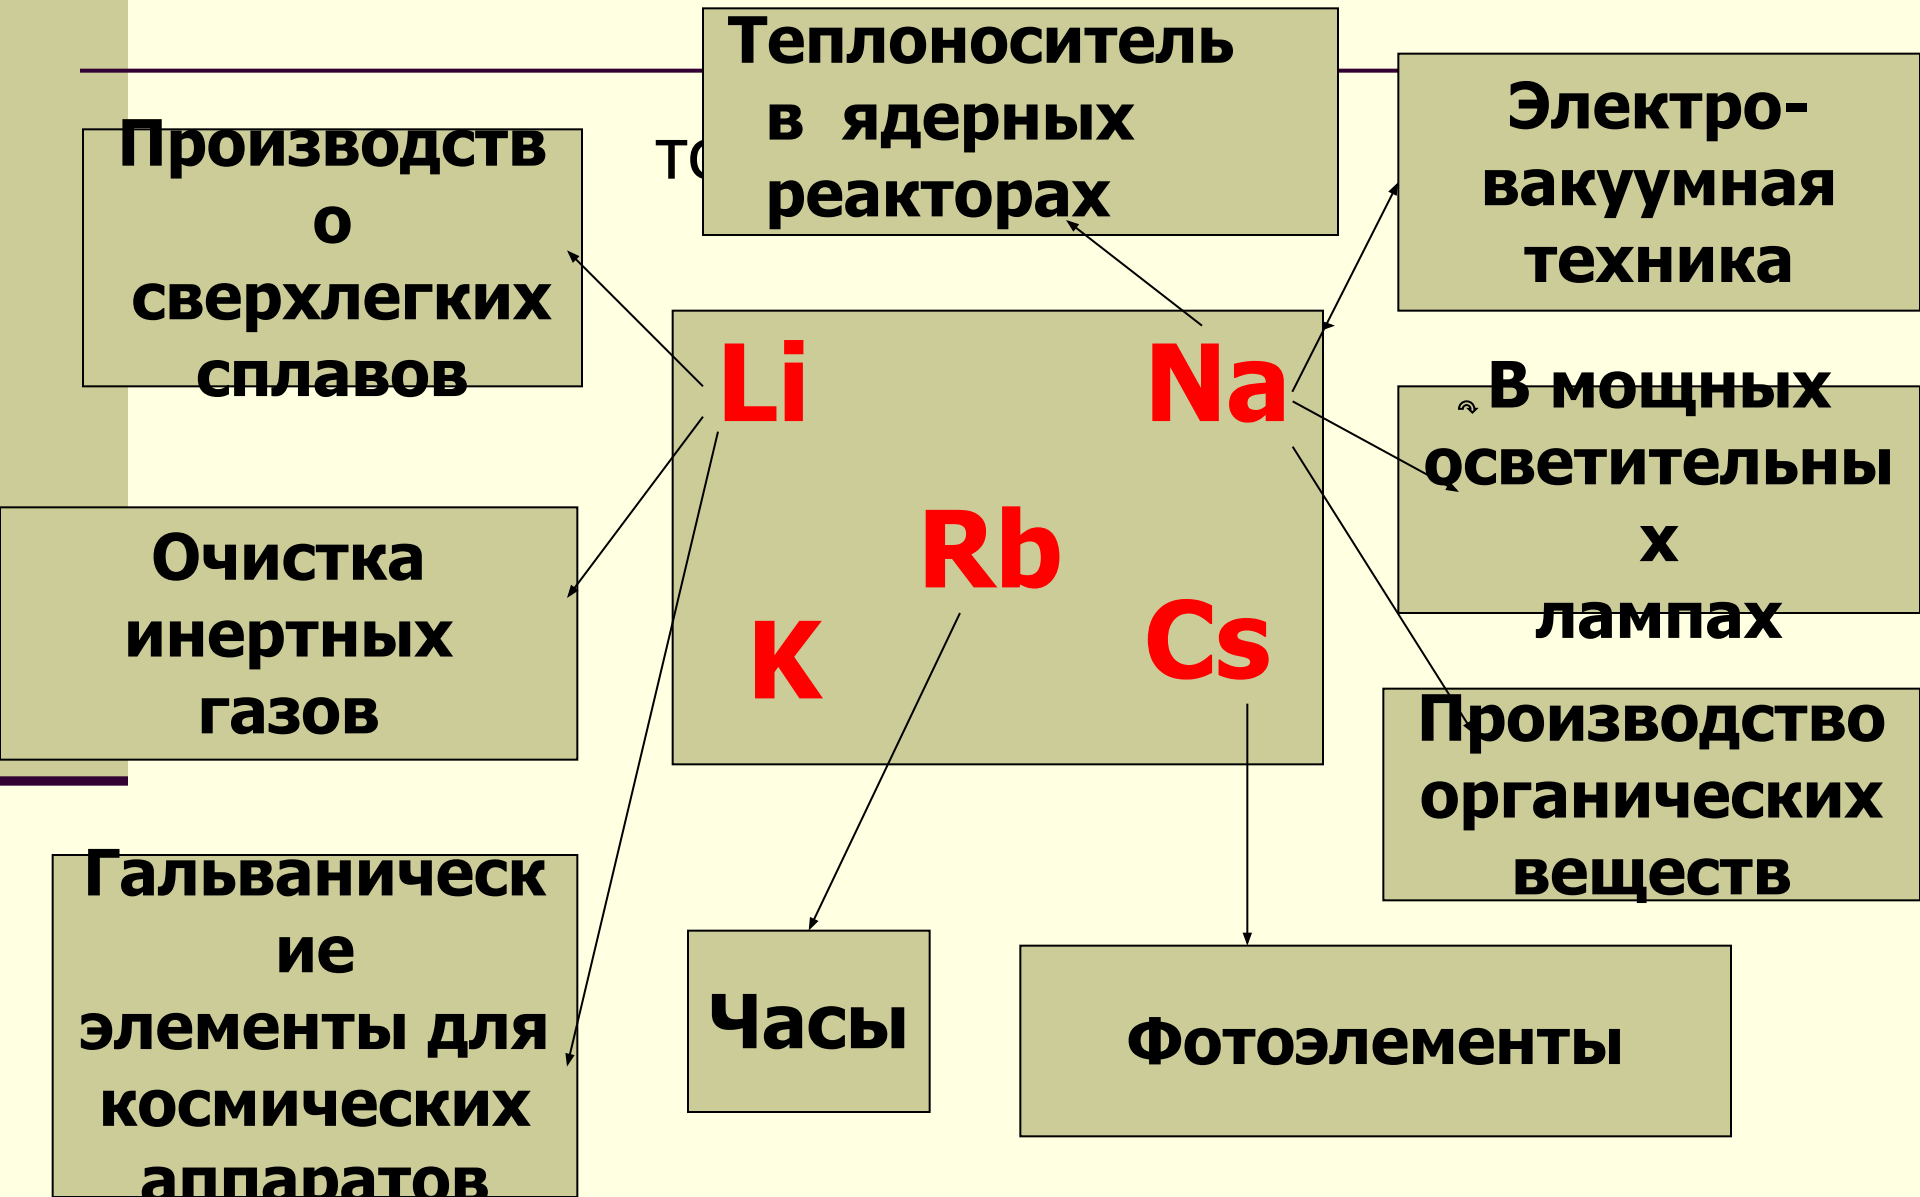 Теплоноситель
в ядерных
реакторах
Электро-
вакуумная
техника
Производств
о
сверхлегких
сплавов
Li
Na
Rb
K
Cs
В мощных
осветительны
х
лампах
Очистка
инертных
газов
Производство
органических
веществ
Гальваническ
ие
элементы для
космических
аппаратов
Часы
Фотоэлементы